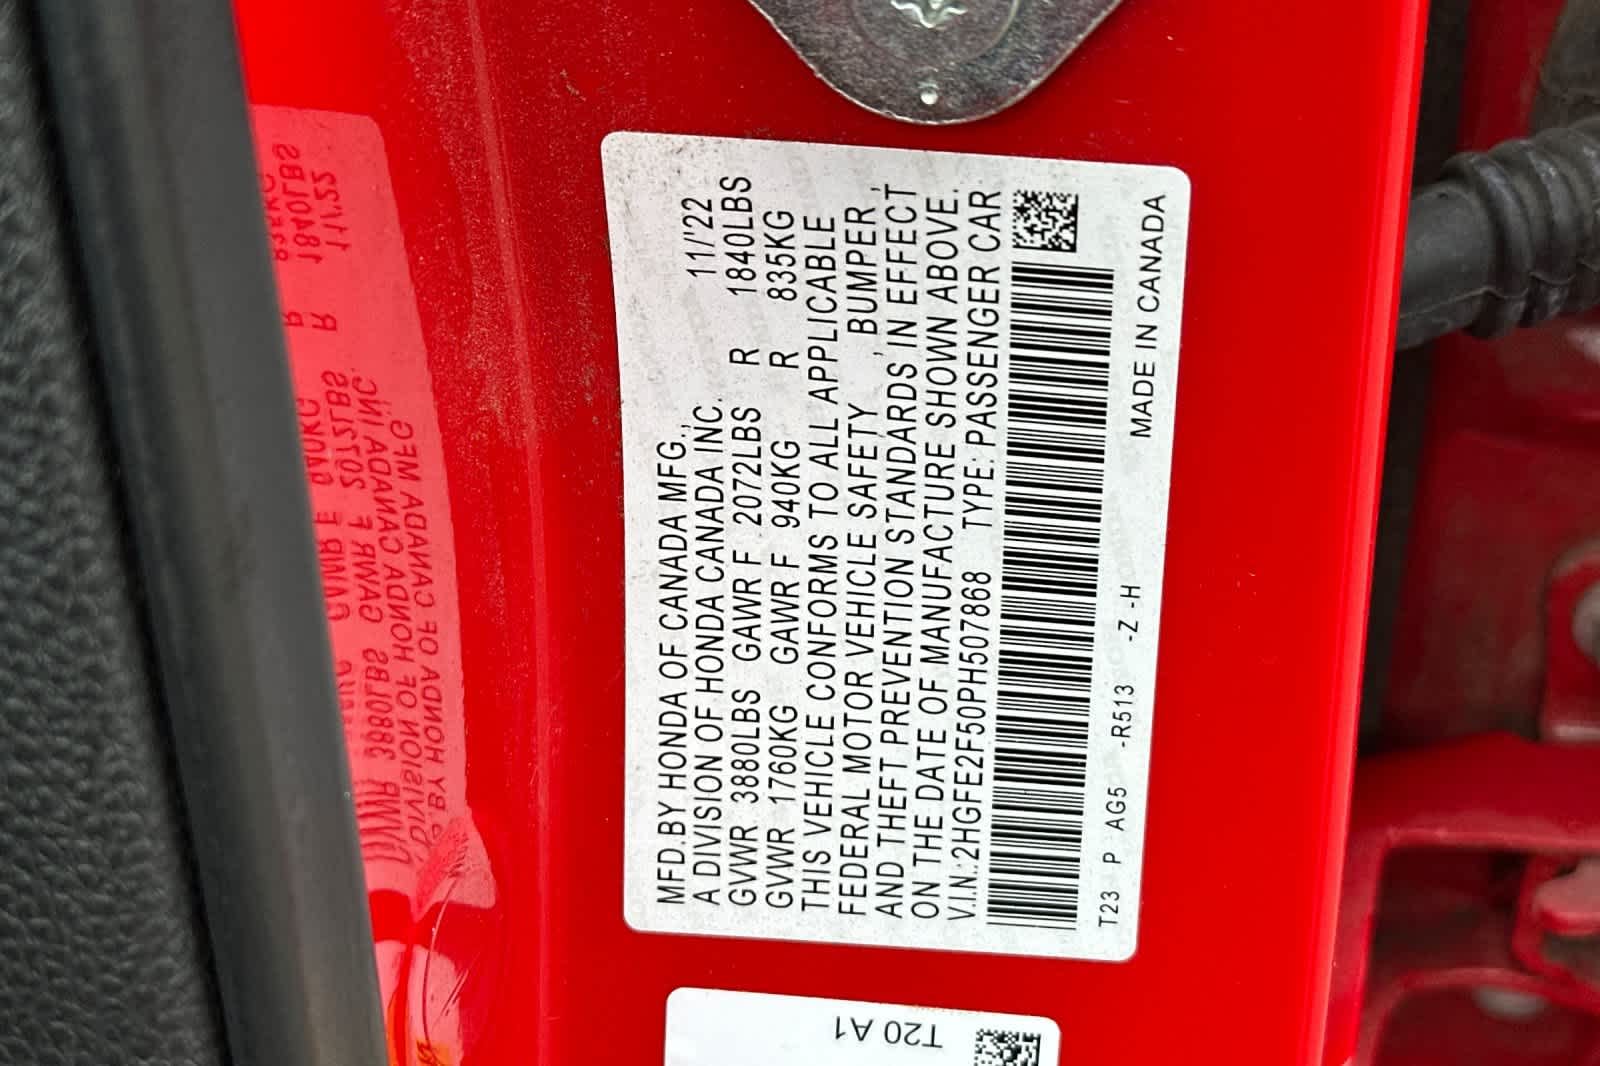 MFD.BY HONDA OF CANADA MFG.,
A DIVISION OF HONDA CANADA INC. 11/'22
GVWR 3880LBS GAWR F 2072LBS R 1840LBS
GVWR 1760KG GAWR F 940KG R 835KG
THIS VEHICLE CONFORMS TO ALL APPLICABLE
FEDERAL MOTOR VEHICLE SAFETY , BUMPER,
AND THEFT PREVENTION STANDARDS IN EFFECT
ON THE DATE OF MANUFACTURE SHOWN ABOVE.
V.I.N.:2HGFE2F50PH507868 TYPE: PASSENGER CAR
T23 P AG5 -R513 -Z -H MADE IN CANADA
T20 A1